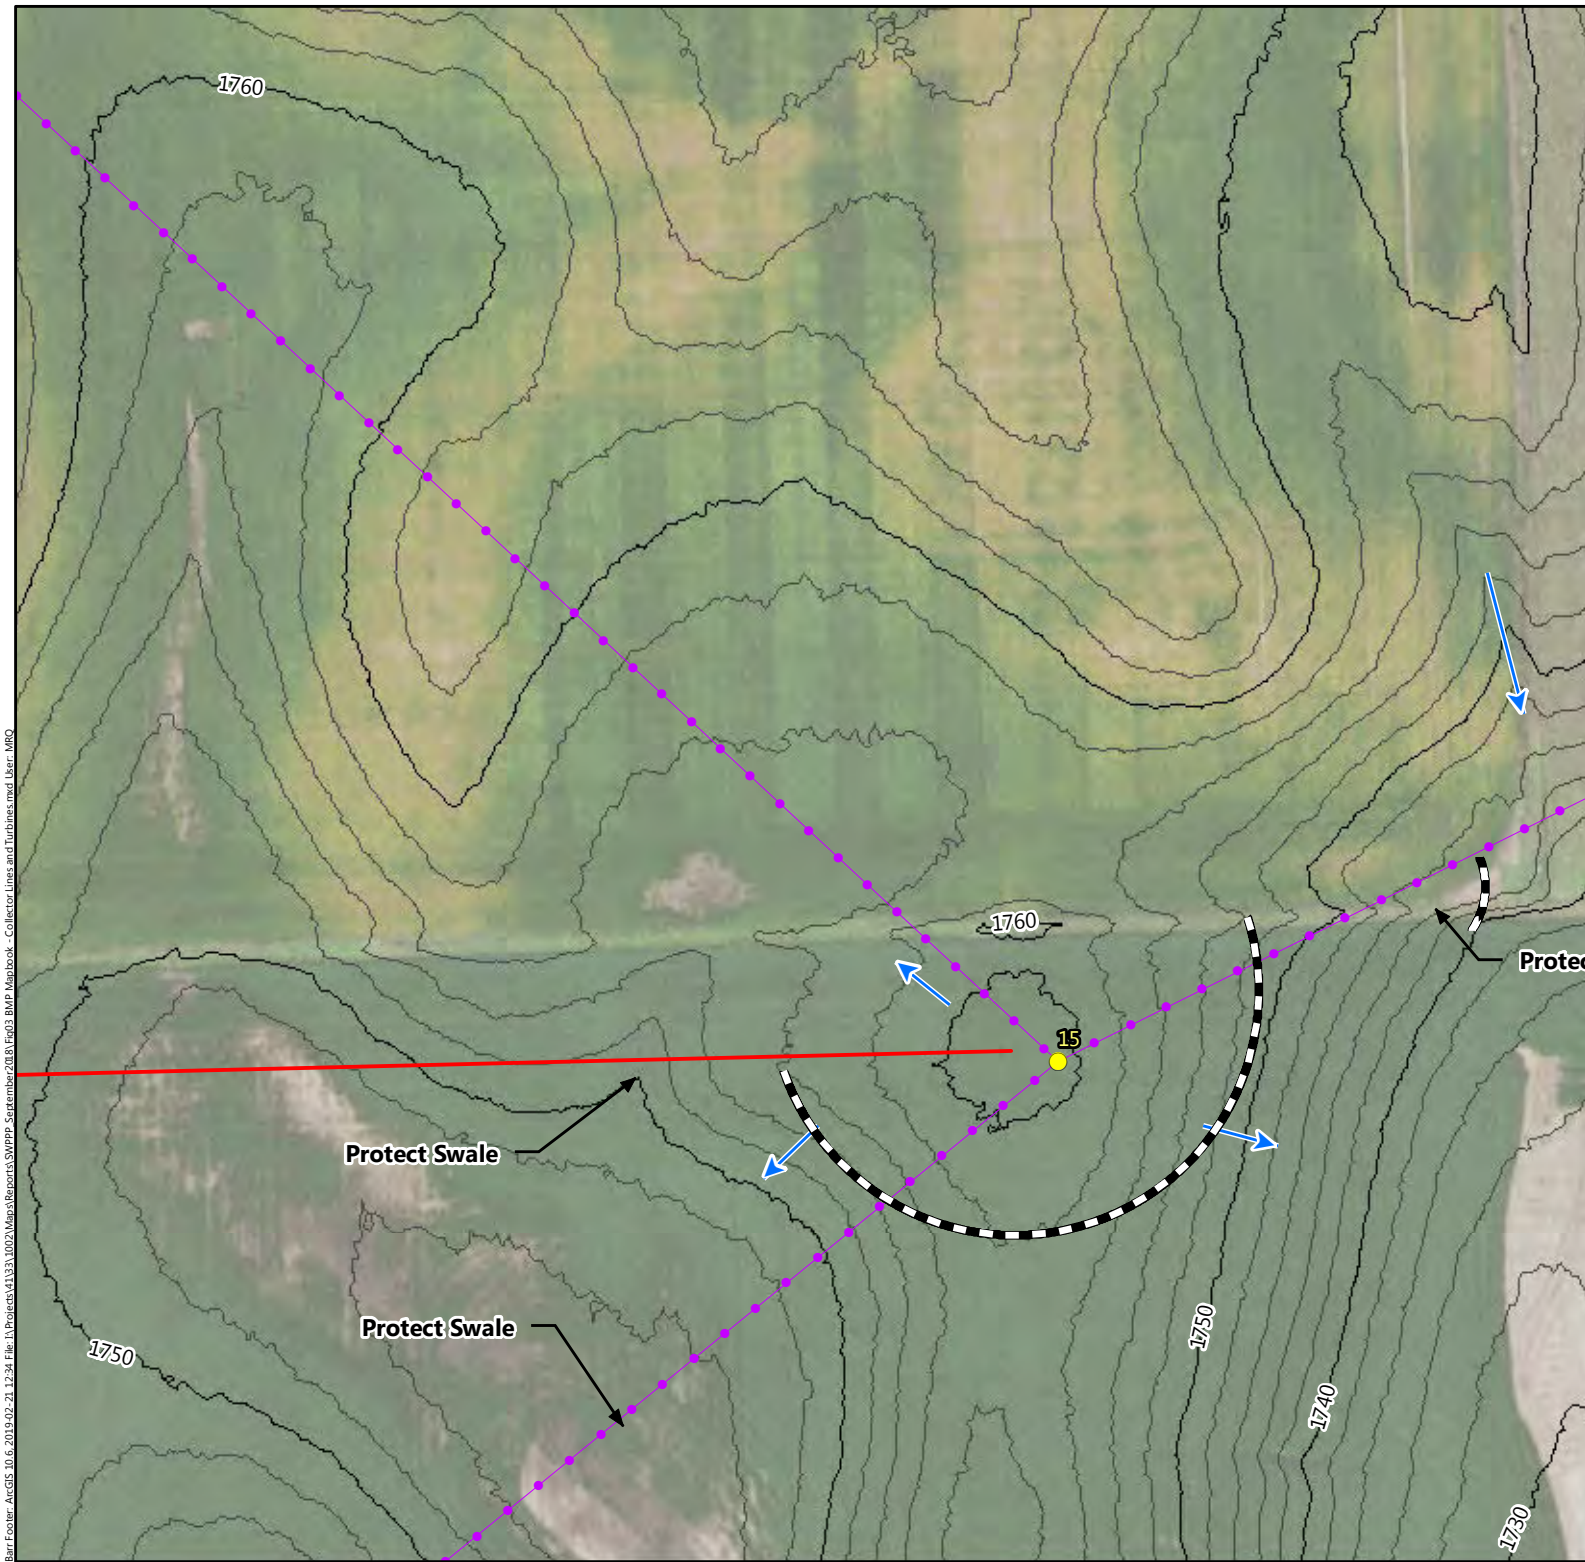 1760
1760
15
Protec
Protect Swale
Protect Swale
1750
1750
1740
1730
Barr Footer: ArcGIS 10.6, 2019-02-21 12:34 File: I:\Projects\41\33\1002\Maps\Reports\SWPPP_September2018\Fig03 BMP Mapbook - Collector Lines and Turbines.mxd User: MRQ